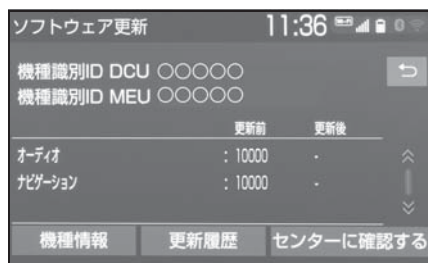 ソフトウェア更新 11:36
機種識別ID DCU ○○○○○
機種識別ID MEU ○○○○○
更新前 更新後
オーディオ : 10000 -
ナビゲーション : 10000 -
機種情報 更新履歴 センターに確認する